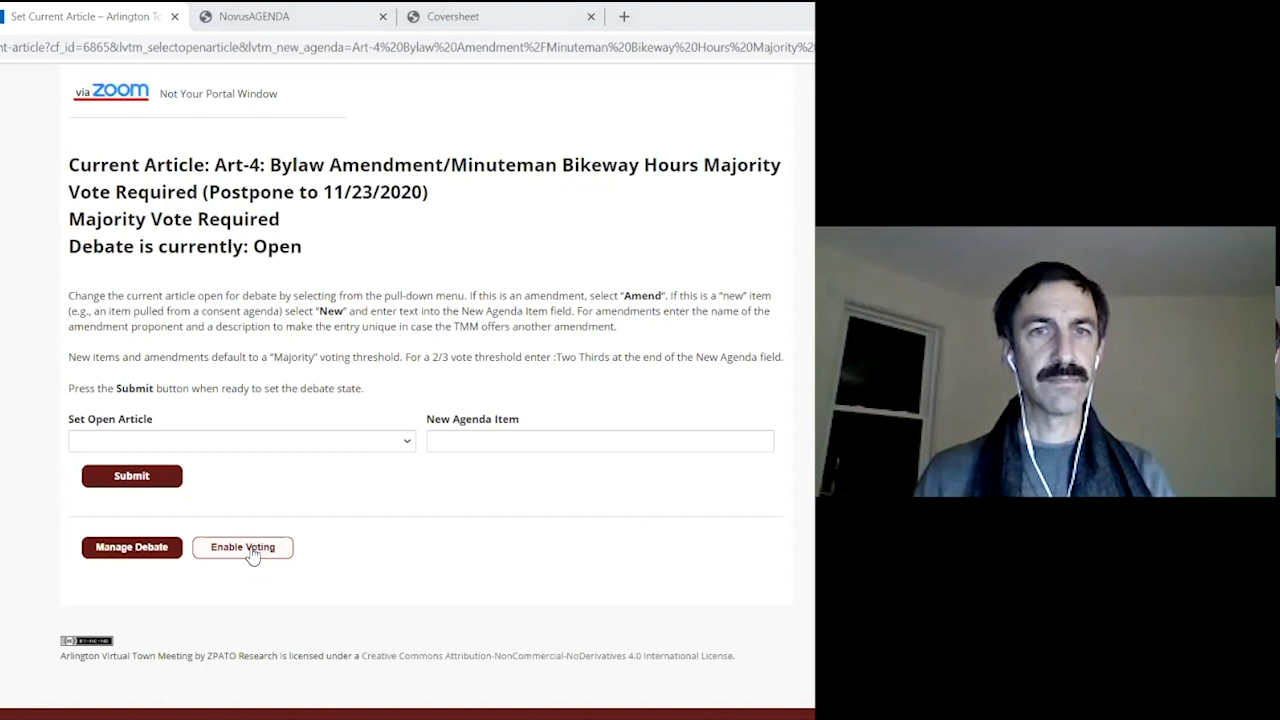 Set Current Article – Arlington To
NovusAGENDA
Coversheet
nt-article?cf_id=6865&lvtm_selectopenarticle&lvtm_new_agenda=Art-4%20Bylaw%20Amendment%2FMinuteman%20Bikeway%20Hours%20Majority%20
via zoom Not Your Portal Window
Current Article: Art-4: Bylaw Amendment/Minuteman Bikeway Hours Majority
Vote Required (Postpone to 11/23/2020)
Majority Vote Required
Debate is currently: Open
Change the current article open for debate by selecting from the pull-down menu. If this is an amendment, select "Amend". If this is a "new" item
(e.g., an item pulled from a consent agenda) select "New" and enter text into the New Agenda Item field. For amendments enter the name of the
amendment proponent and a description to make the entry unique in case the TMM offers another amendment.
New items and amendments default to a "Majority" voting threshold. For a 2/3 vote threshold enter :Two Thirds at the end of the New Agenda field.
Press the Submit button when ready to set the debate state.
Set Open Article
New Agenda Item
Submit
Manage Debate
Enable Voting
BY-NC-ND
Arlington Virtual Town Meeting by ZPATO Research is licensed under a Creative Commons Attribution-NonCommercial-NoDerivatives 4.0 International License.